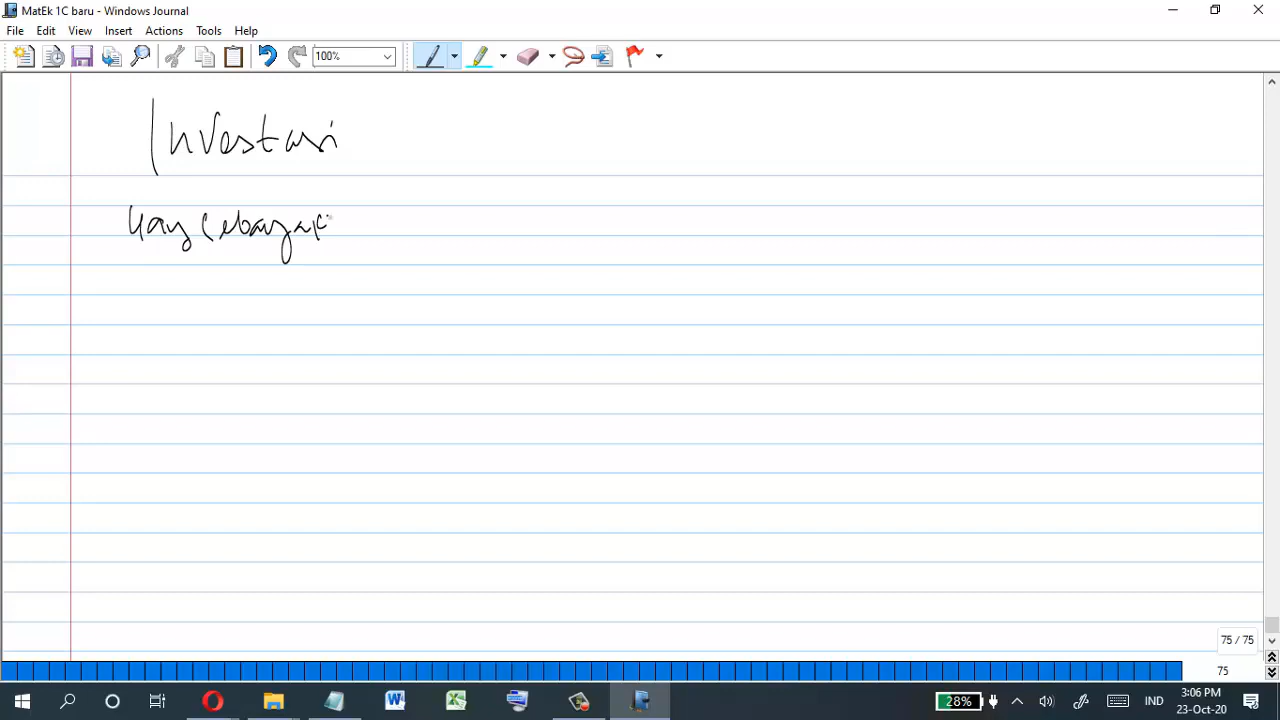 MatEk 1C baru - Windows Journal
File Edit View Insert Actions Tools Help
100%
Investasi
75 / 75
75
28% IND 3:06 PM
23-Oct-20